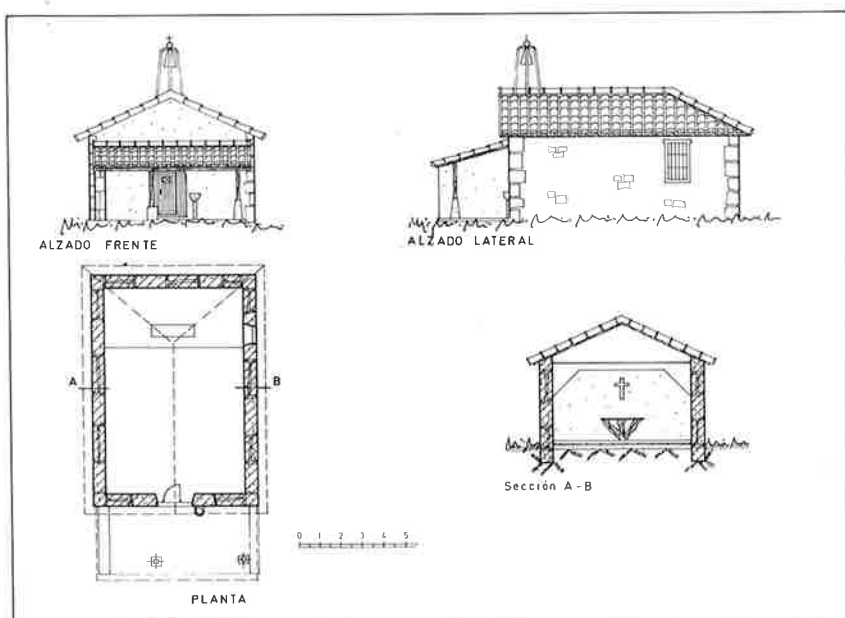 ALZADO FRENTE
ALZADO LATERAL
A
B
Sección A-B
0 1 2 3 4 5
PLANTA